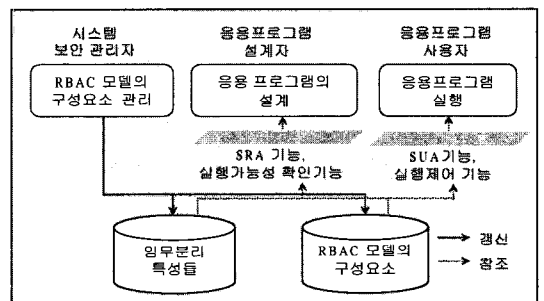 시스템
보안 관리자
응용프로그램
설계자
응용프로그램
사용자
RBAC 모델의
구성요소 관리
응용 프로그램의
설계
응용프로그램
실행
SRA 기능,
실행가능성 확인기능
SUA기능,
실행제어 기능
임무분리
특성들
RBAC 모델의
구성요소
갱신
참조